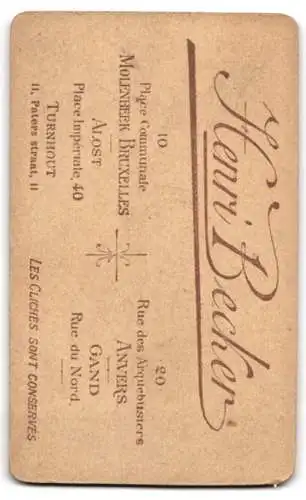 Henri Becker
10
Place Communale
MOLENBEEK BRUXELLES
ALOST
Place Impériale, 40
TURNHOUT
11, Paters straat, 11
20
Rue des Arquebusiers
ANVERS
GAND
Rue du Nord
LES CLICHÉS SONT CONSERVÉS